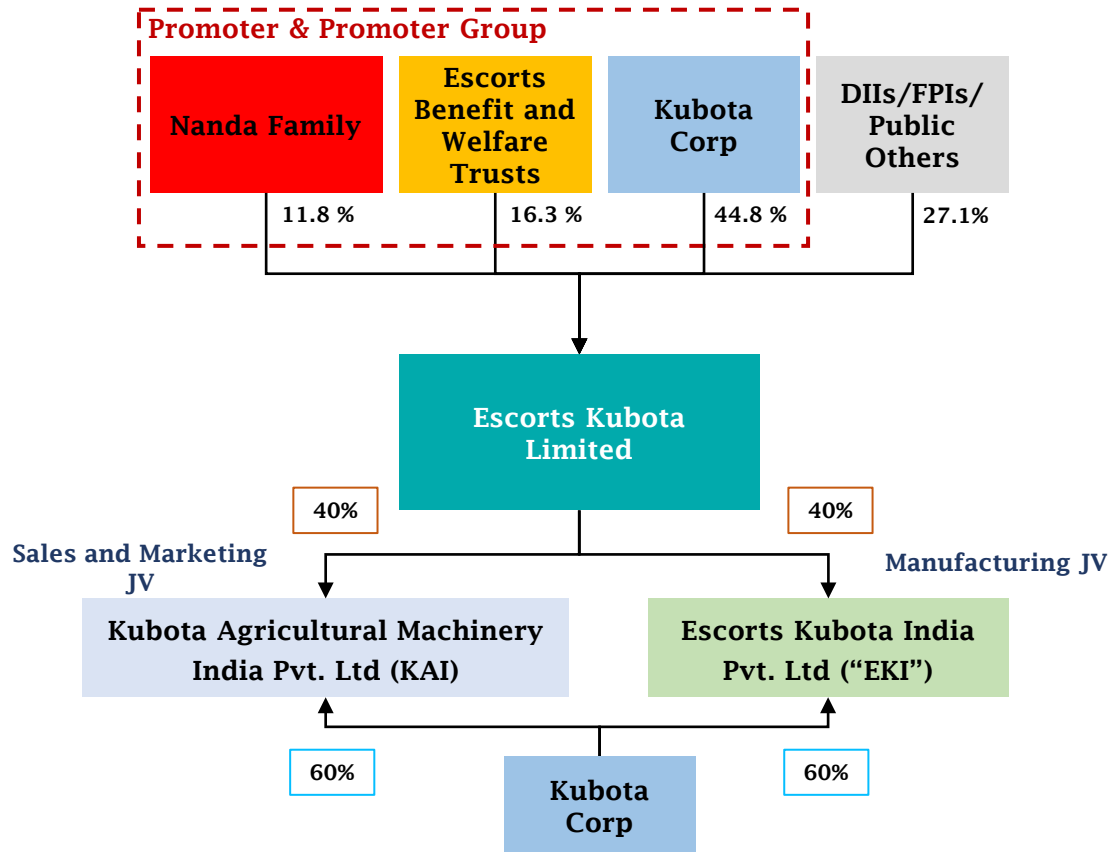 Promoter & Promoter Group
Nanda Family
Escorts
Benefit and
Welfare
Trusts
Kubota
Corp
DIIs/FPIs/
Public
Others
11.8 %
16.3 %
44.8 %
27.1%
Escorts Kubota
Limited
40%
40%
Sales and Marketing
JV
Manufacturing JV
Kubota Agricultural Machinery
India Pvt. Ltd (KAI)
Escorts Kubota India
Pvt. Ltd (“EKI”)
60%
60%
Kubota
Corp